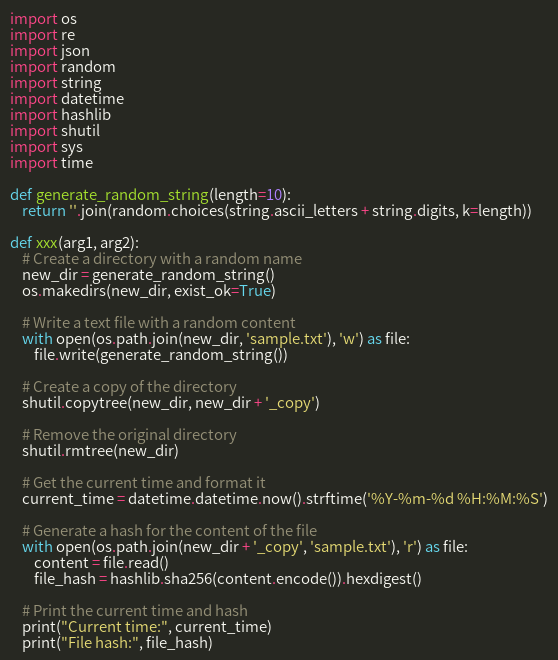 import os
import re
import json
import random
import string
import datetime
import hashlib
import shutil
import sys
import time

def generate_random_string(length=10):
    return ''.join(random.choices(string.ascii_letters + string.digits, k=length))

def xxx(arg1, arg2):
    # Create a directory with a random name
    new_dir = generate_random_string()
    os.makedirs(new_dir, exist_ok=True)

    # Write a text file with a random content
    with open(os.path.join(new_dir, 'sample.txt'), 'w') as file:
        file.write(generate_random_string())

    # Create a copy of the directory
    shutil.copytree(new_dir, new_dir + '_copy')

    # Remove the original directory
    shutil.rmtree(new_dir)

    # Get the current time and format it
    current_time = datetime.datetime.now().strftime('%Y-%m-%d %H:%M:%S')

    # Generate a hash for the content of the file
    with open(os.path.join(new_dir + '_copy', 'sample.txt'), 'r') as file:
        content = file.read()
        file_hash = hashlib.sha256(content.encode()).hexdigest()

    # Print the current time and hash
    print("Current time:", current_time)
    print("File hash:", file_hash)